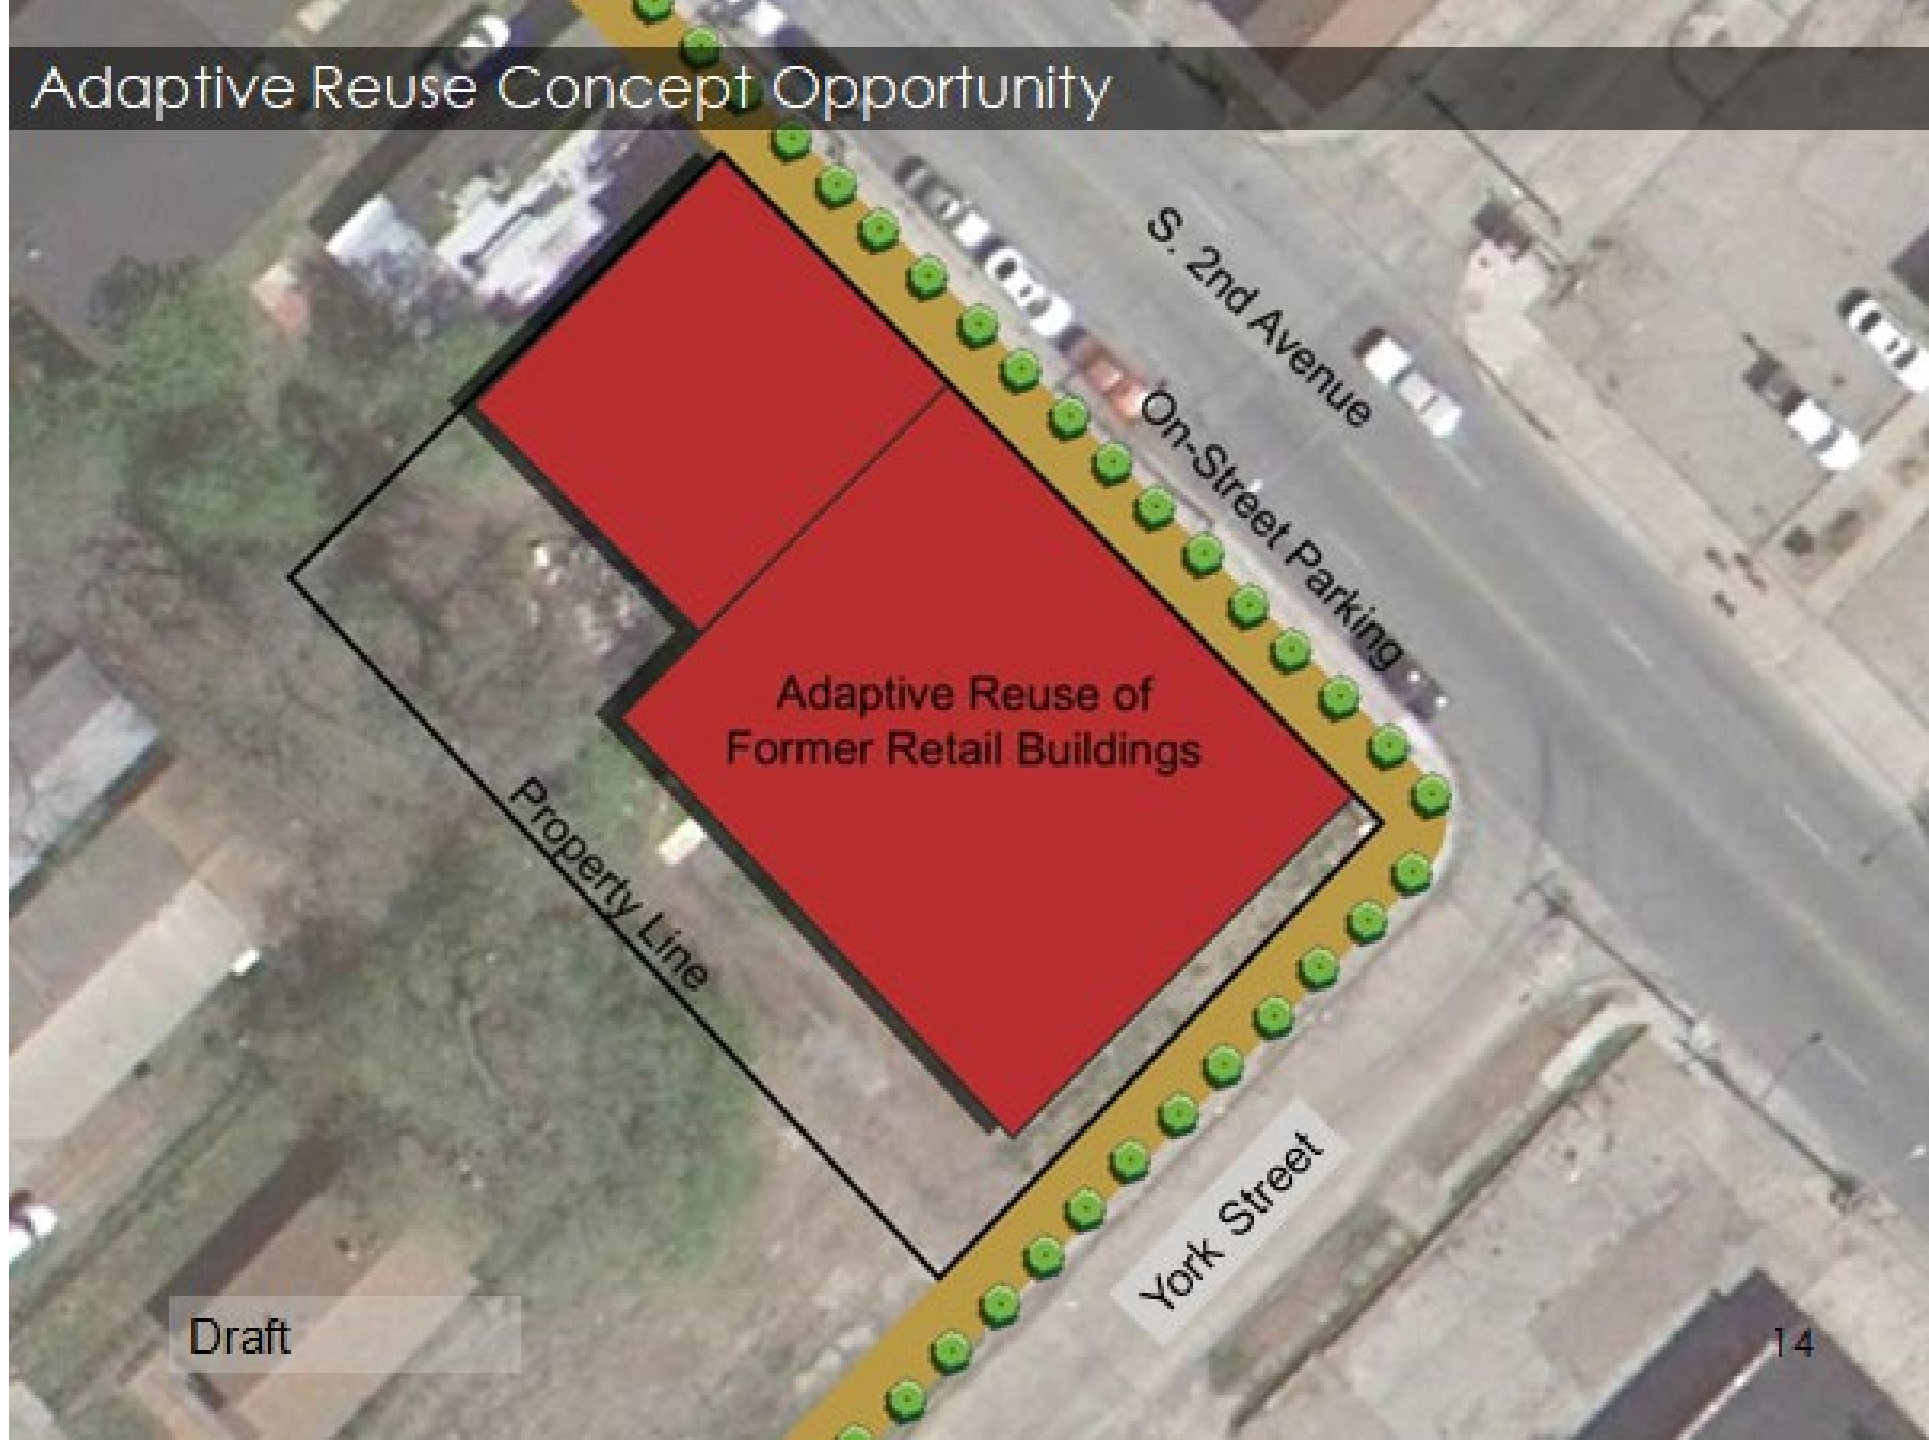 Adaptive Reuse Concept Opportunity
S. 2nd Avenue
On-Street Parking
Adaptive Reuse of
Former Retail Buildings
Property Line
York Street
Draft
14